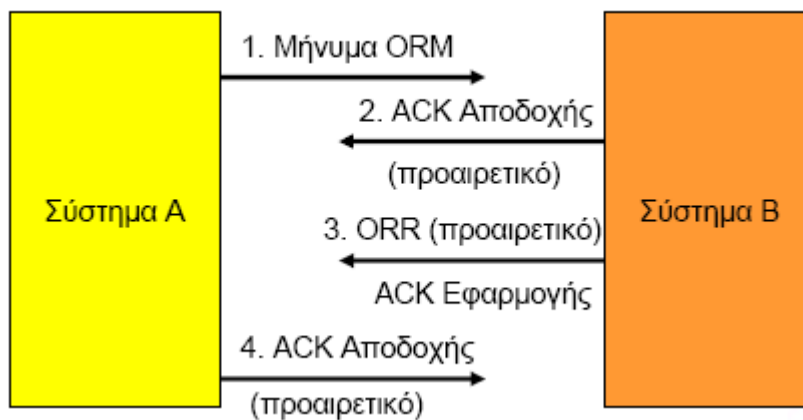 1. Μήνυμα ORM
2. ACK Αποδοχής
(προαιρετικό)
Σύστημα Α
Σύστημα Β
3. ORR (προαιρετικό)
ACK Εφαρμογής
4. ACK Αποδοχής
(προαιρετικό)